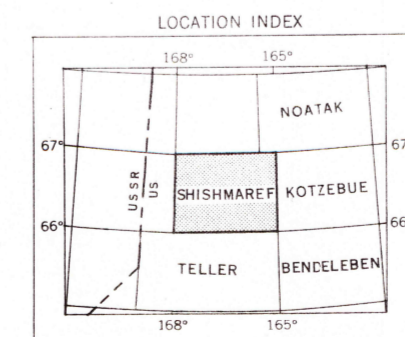 LOCATION INDEX
168° 165°
NOATAK
67° 67
USSR
US
SHISHMAREF KOTZEBUE
66° 66
TELLER BENDELEBEN
168° 165°